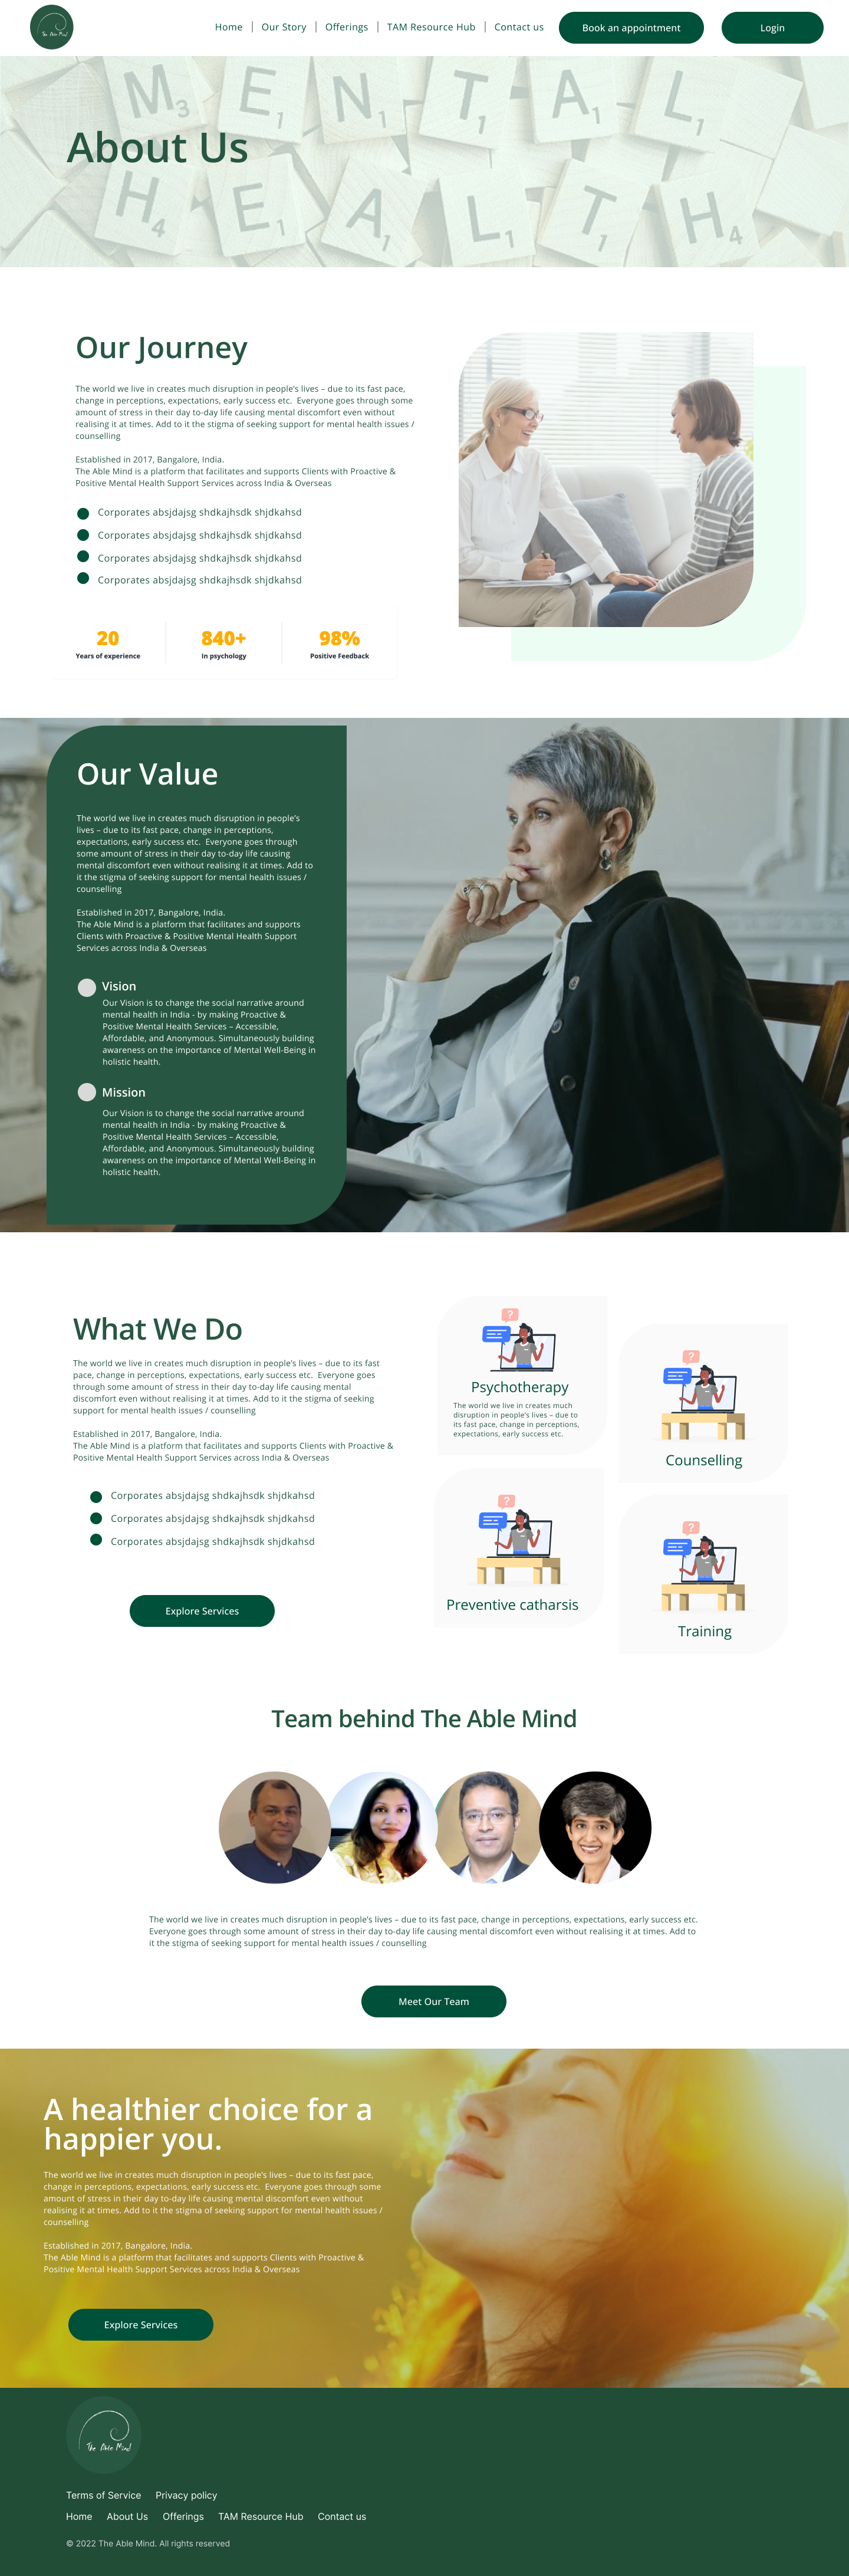 The Able Mind
Home | Our Story | Offerings | TAM Resource Hub | Contact us
Book an appointment
Login
M3 E1 N1 T1 A1 L1
H4 E1 A1 L1 T1 H4
About Us
Our Journey
The world we live in creates much disruption in people's lives – due to its fast pace,
change in perceptions, expectations, early success etc.  Everyone goes through some
amount of stress in their day to-day life causing mental discomfort even without
realising it at times. Add to it the stigma of seeking support for mental health issues /
counselling
Established in 2017, Bangalore, India.
The Able Mind is a platform that facilitates and supports Clients with Proactive &
Positive Mental Health Support Services across India & Overseas
Corporates absjdajsg shdkajhsdk shjdkahsd
Corporates absjdajsg shdkajhsdk shjdkahsd
Corporates absjdajsg shdkajhsdk shjdkahsd
Corporates absjdajsg shdkajhsdk shjdkahsd
20
Years of experience
840+
In psychology
98%
Positive Feedback
Our Value
The world we live in creates much disruption in people's
lives – due to its fast pace, change in perceptions,
expectations, early success etc.  Everyone goes through
some amount of stress in their day to-day life causing
mental discomfort even without realising it at times. Add to
it the stigma of seeking support for mental health issues /
counselling
Established in 2017, Bangalore, India.
The Able Mind is a platform that facilitates and supports
Clients with Proactive & Positive Mental Health Support
Services across India & Overseas
Vision
Our Vision is to change the social narrative around
mental health in India - by making Proactive &
Positive Mental Health Services – Accessible,
Affordable, and Anonymous. Simultaneously building
awareness on the importance of Mental Well-Being in
holistic health.
Mission
Our Vision is to change the social narrative around
mental health in India - by making Proactive &
Positive Mental Health Services – Accessible,
Affordable, and Anonymous. Simultaneously building
awareness on the importance of Mental Well-Being in
holistic health.
What We Do
The world we live in creates much disruption in people's lives – due to its fast
pace, change in perceptions, expectations, early success etc.  Everyone goes
through some amount of stress in their day to-day life causing mental
discomfort even without realising it at times. Add to it the stigma of seeking
support for mental health issues / counselling
Established in 2017, Bangalore, India.
The Able Mind is a platform that facilitates and supports Clients with Proactive &
Positive Mental Health Support Services across India & Overseas
Corporates absjdajsg shdkajhsdk shjdkahsd
Corporates absjdajsg shdkajhsdk shjdkahsd
Corporates absjdajsg shdkajhsdk shjdkahsd
Explore Services
?
Psychotherapy
The world we live in creates much
disruption in people's lives – due to
its fast pace, change in perceptions,
expectations, early success etc.
?
Counselling
?
Preventive catharsis
?
Training
Team behind The Able Mind
The world we live in creates much disruption in people's lives – due to its fast pace, change in perceptions, expectations, early success etc.
Everyone goes through some amount of stress in their day to-day life causing mental discomfort even without realising it at times. Add to
it the stigma of seeking support for mental health issues / counselling
Meet Our Team
A healthier choice for a
happier you.
The world we live in creates much disruption in people's lives – due to its fast pace,
change in perceptions, expectations, early success etc.  Everyone goes through some
amount of stress in their day to-day life causing mental discomfort even without
realising it at times. Add to it the stigma of seeking support for mental health issues /
counselling
Established in 2017, Bangalore, India.
The Able Mind is a platform that facilitates and supports Clients with Proactive &
Positive Mental Health Support Services across India & Overseas
Explore Services
The Able Mind
Terms of Service Privacy policy
Home About Us Offerings TAM Resource Hub Contact us
© 2022 The Able Mind. All rights reserved